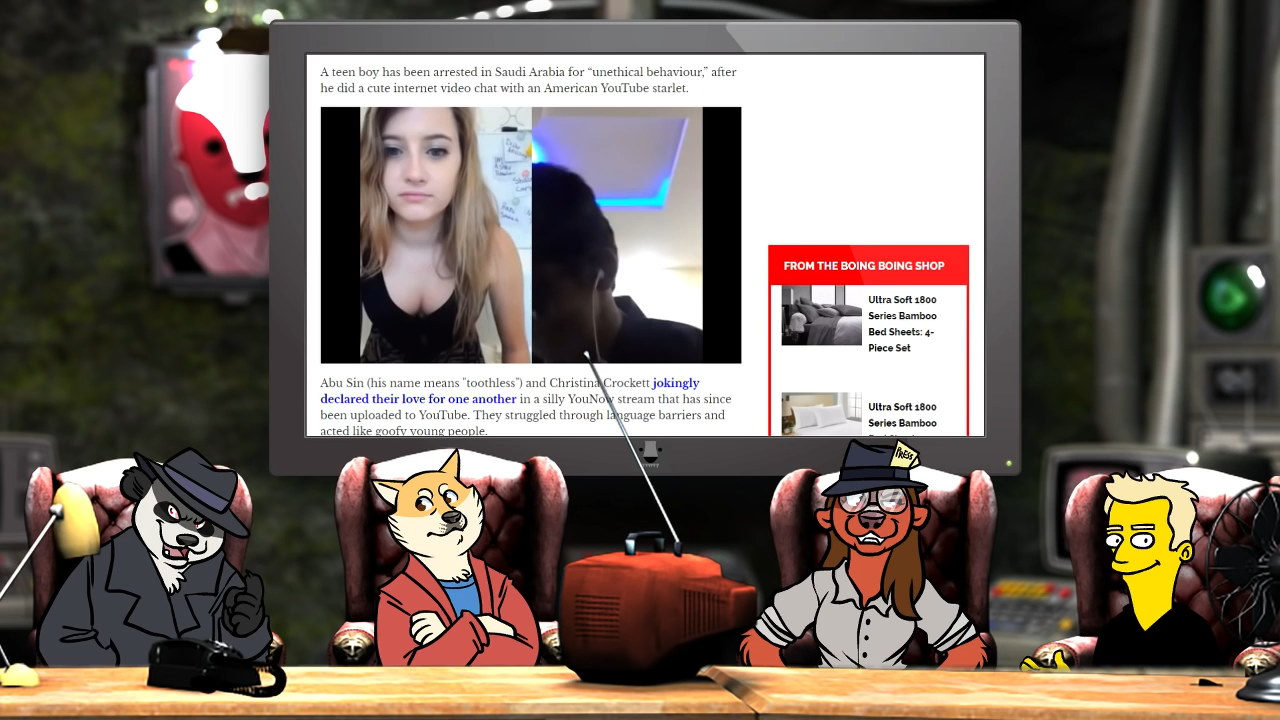 A teen boy has been arrested in Saudi Arabia for “unethical behaviour,” after
he did a cute internet video chat with an American YouTube starlet.
FROM THE BOING BOING SHOP
Ultra Soft 1800
Series Bamboo
Bed Sheets: 4-
Piece Set
Abu Sin (his name means "toothless") and Christina Crockett jokingly
declared their love for one another in a silly YouNow stream that has since
been uploaded to YouTube. They struggled through language barriers and
acted like goofy young people.
Ultra Soft 1800
Series Bamboo
PRESS